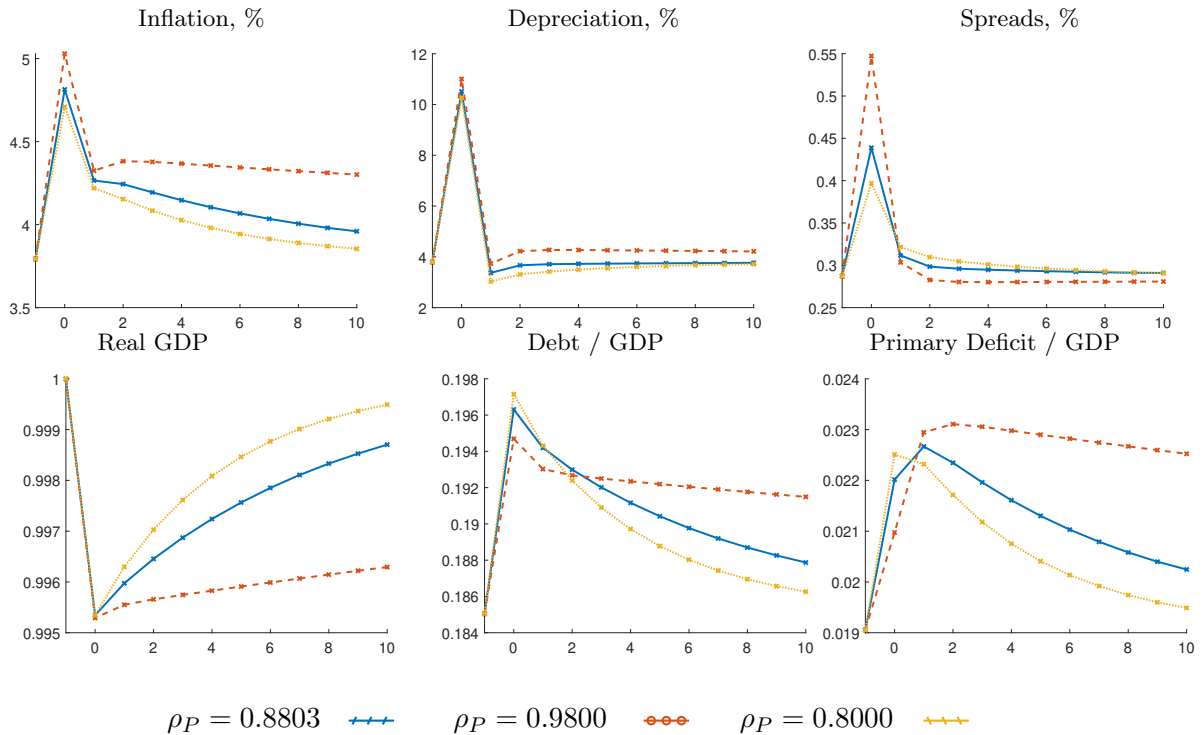 Inflation, %
Depreciation, %
Spreads, %
5
4.5
4
3.5
0 2 4 6 8 10
12
10
8
6
4
2
0 2 4 6 8 10
0.55
0.5
0.45
0.4
0.35
0.3
0.25
0 2 4 6 8 10
Real GDP
Debt / GDP
Primary Deficit / GDP
1
0.999
0.998
0.997
0.996
0.995
0 2 4 6 8 10
0.198
0.196
0.194
0.192
0.19
0.188
0.186
0.184
0 2 4 6 8 10
0.024
0.023
0.022
0.021
0.02
0.019
0 2 4 6 8 10
ρ_P = 0.8803 ρ_P = 0.9800 ρ_P = 0.8000